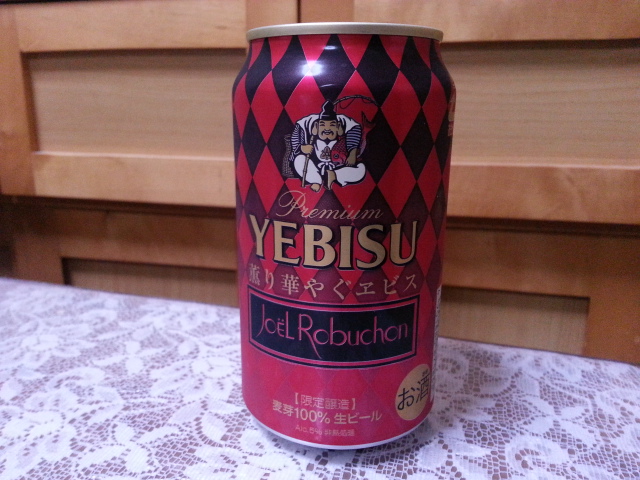 Premium
YEBISU
薫り華やぐヱビス
JoëL Robuchon
【限定醸造】
麦芽100% 生ビール
お酒